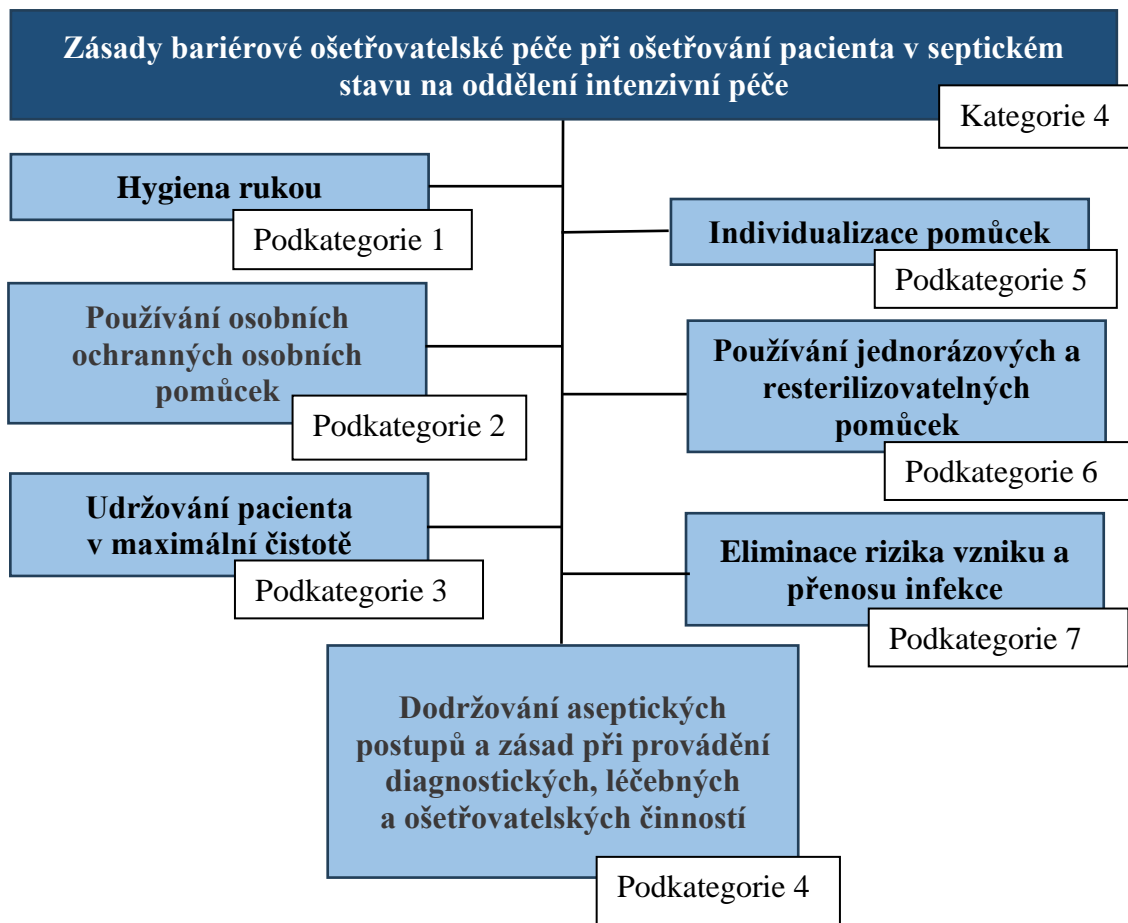 Zásady bariérové ošetřovatelské péče při ošetřování pacienta v septickém
stavu na oddělení intenzivní péče
Kategorie 4
Hygiena rukou
Podkategorie 1
Používání osobních
ochranných osobních
pomůcek
Podkategorie 2
Udržování pacienta
v maximální čistotě
Podkategorie 3
Dodržování aseptických
postupů a zásad při provádění
diagnostických, léčebných
a ošetřovatelských činností
Podkategorie 4
Individualizace pomůcek
Podkategorie 5
Používání jednorázových a
resterilizovatelných
pomůcek
Podkategorie 6
Eliminace rizika vzniku a
přenosu infekce
Podkategorie 7